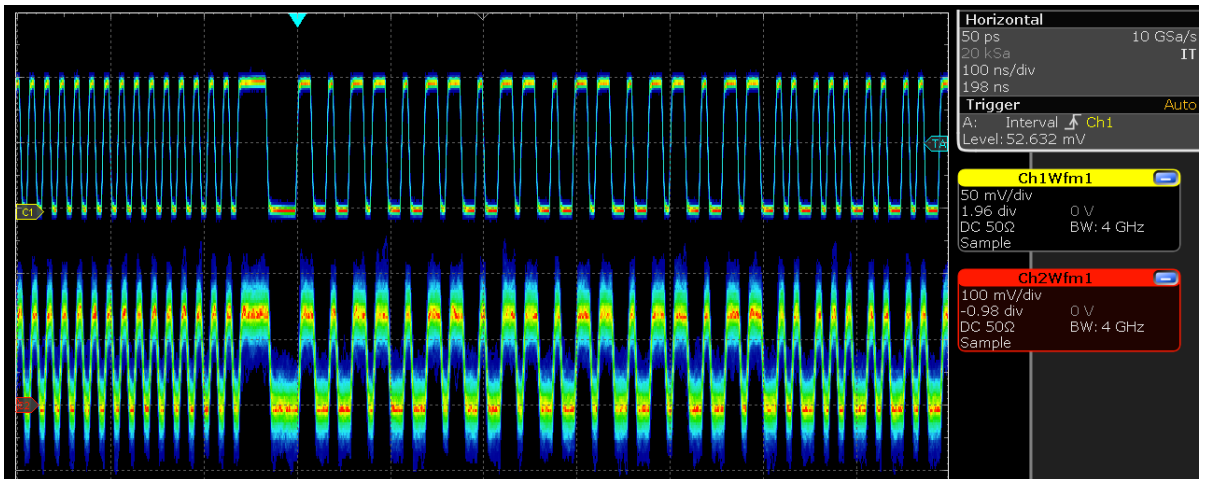 Horizontal
50 ps 10 GSa/s
20 kSa IT
100 ns/div
198 ns
Trigger Auto
A: Interval Ch1
Level: 52.632 mV
TA
C1
Ch1Wfm1
50 mV/div
1.96 div 0 V
DC 50Ω BW: 4 GHz
Sample
Ch2Wfm1
100 mV/div
-0.98 div 0 V
DC 50Ω BW: 4 GHz
Sample